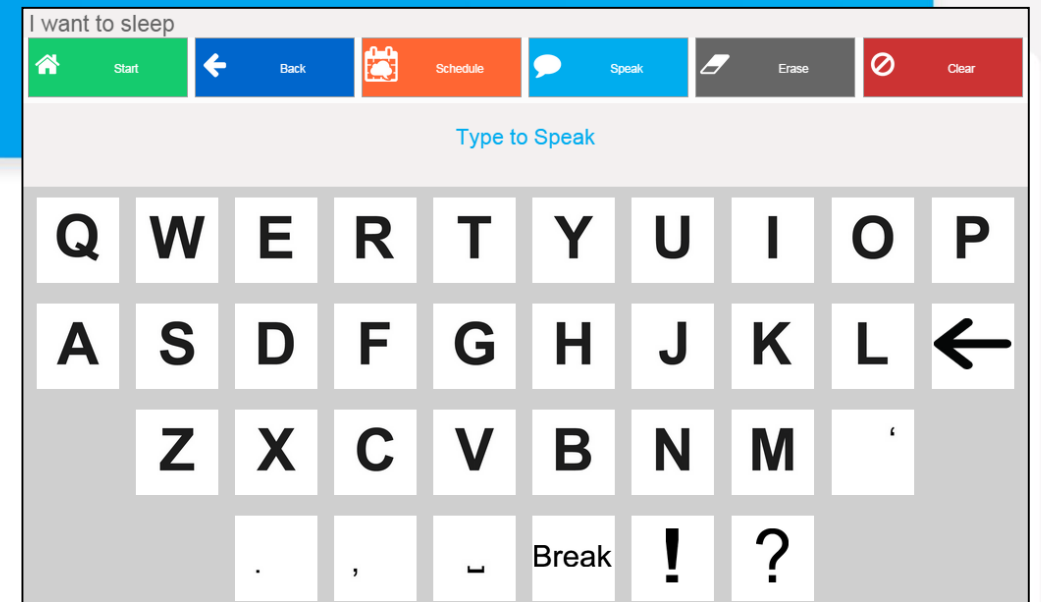 I want to sleep
Start Back Schedule Speak Erase Clear
Type to Speak
Q W E R T Y U I O P
A S D F G H J K L
Z X C V B N M ‘
. , ⎵ Break ! ?